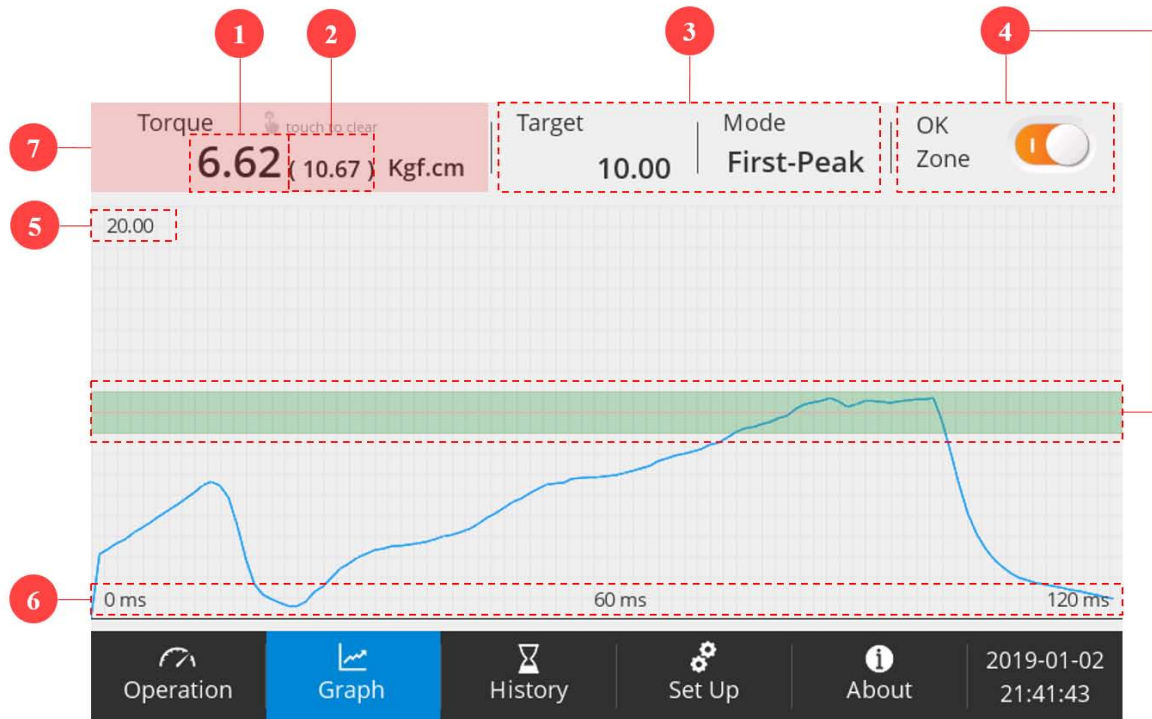 1
2
3
4
7
Torque
touch to clear
6.62 ( 10.67 ) Kgf.cm
Target
10.00
Mode
First-Peak
OK
Zone
5
20.00
6
0 ms
60 ms
120 ms
Operation
Graph
History
Set Up
About
2019-01-02
21:41:43